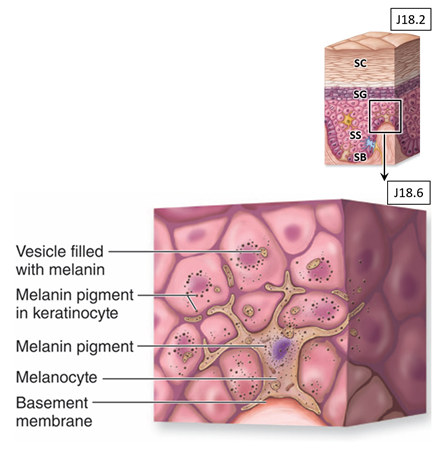 J18.2
SC
SG
SS
SB
J18.6
Vesicle filled
with melanin
Melanin pigment
in keratinocyte
Melanin pigment
Melanocyte
Basement
membrane